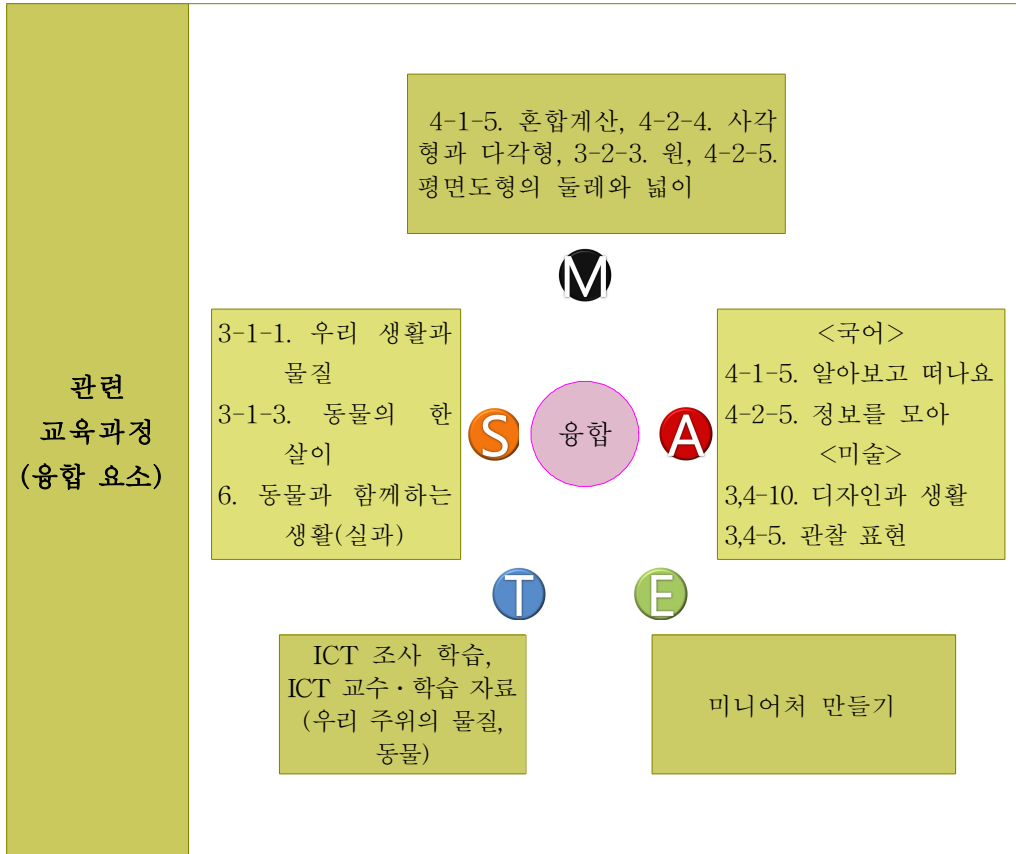 관련
교육과정
(융합 요소)
4-1-5. 혼합계산, 4-2-4. 사각
형과 다각형, 3-2-3. 원, 4-2-5.
평면도형의 둘레와 넓이
M
3-1-1. 우리 생활과
물질
3-1-3. 동물의 한
살이
6. 동물과 함께하는
생활(실과)
S
융합
A
<국어>
4-1-5. 알아보고 떠나요
4-2-5. 정보를 모아
<미술>
3,4-10. 디자인과 생활
3,4-5. 관찰 표현
T
E
ICT 조사 학습,
ICT 교수・학습 자료
(우리 주위의 물질,
동물)
미니어처 만들기